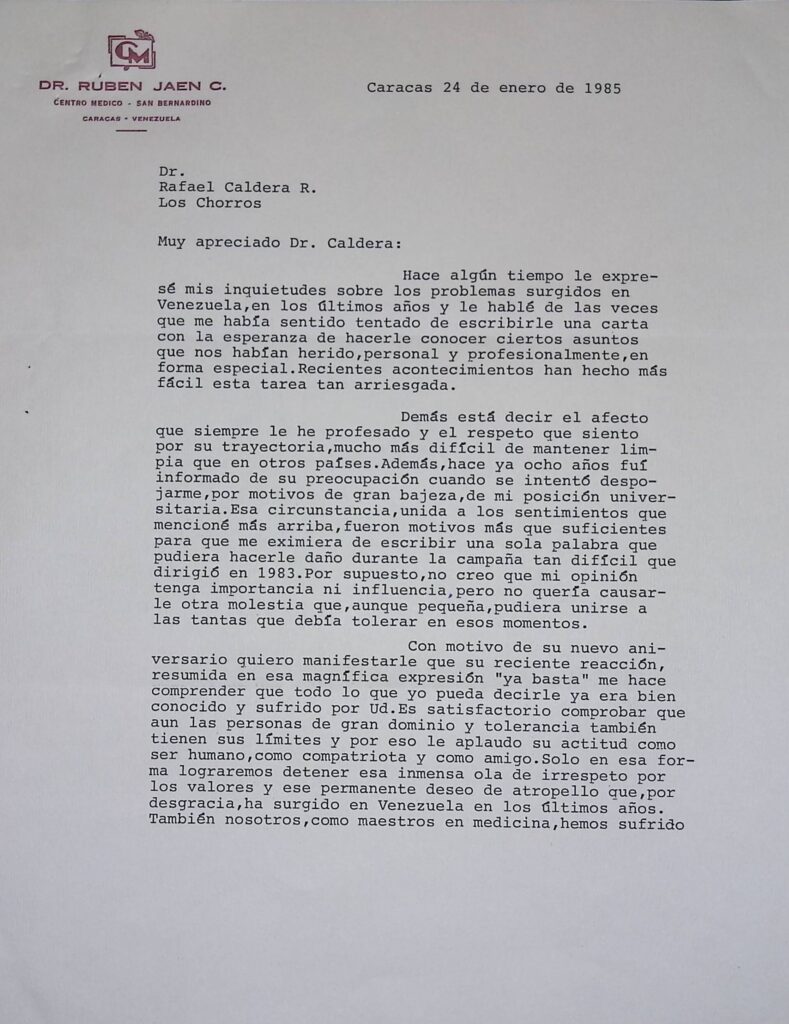 CM
DR. RÚBEN JAEN C.
CENTRO MEDICO - SAN BERNARDINO
CARACAS - VENEZUELA
Caracas 24 de enero de 1985
Dr.
Rafael Caldera R.
Los Chorros
Muy apreciado Dr. Caldera:
Hace algún tiempo le expre-
sé mis inquietudes sobre los problemas surgidos en
Venezuela,en los últimos años y le hablé de las veces
que me había sentido tentado de escribirle una carta
con la esperanza de hacerle conocer ciertos asuntos
que nos habían herido,personal y profesionalmente,en
forma especial.Recientes acontecimientos han hecho más
fácil esta tarea tan arriesgada.
Demás está decir el afecto
que siempre le he profesado y el respeto que siento
por su trayectoria,mucho más difícil de mantener lim-
pia que en otros países.Además,hace ya ocho años fuí
informado de su preocupación cuando se intentó despo-
jarme,por motivos de gran bajeza,de mi posición univer-
sitaria.Esa circunstancia,unida a los sentimientos que
mencioné más arriba,fueron motivos más que suficientes
para que me eximiera de escribir una sola palabra que
pudiera hacerle daño durante la campaña tan difícil que
dirigió en 1983.Por supuesto,no creo que mi opinión
tenga importancia ni influencia,pero no quería causar-
le otra molestia que,aunque pequeña,pudiera unirse a
las tantas que debía tolerar en esos momentos.
Con motivo de su nuevo ani-
versario quiero manifestarle que su reciente reacción,
resumida en esa magnífica expresión "ya basta" me hace
comprender que todo lo que yo pueda decirle ya era bien
conocido y sufrido por Ud.Es satisfactorio comprobar que
aun las personas de gran dominio y tolerancia también
tienen sus límites y por eso le aplaudo su actitud como
ser humano,como compatriota y como amigo.Solo en esa for-
ma lograremos detener esa inmensa ola de irrespeto por
los valores y ese permanente deseo de atropello que,por
desgracia,ha surgido en Venezuela en los últimos años.
También nosotros,como maestros en medicina,hemos sufrido